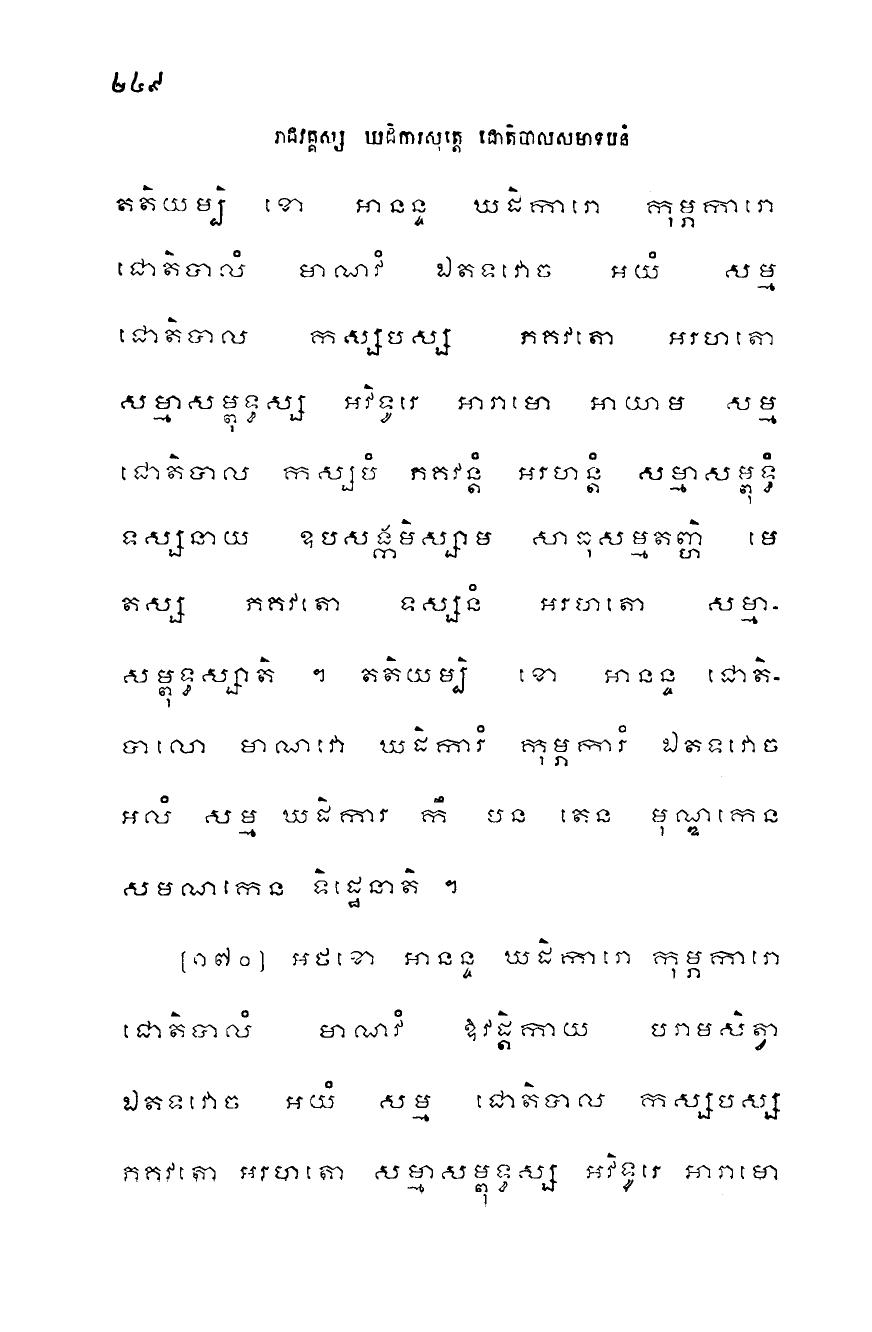 ២៤៩
រាជវគ្គស្ស ឃដិការសុត្តេ ជោតិបាលសមាទបនំ
តតិយម្បិ ខោ អានន្ទ ឃដិការោ កុម្ភការោ
ជោតិបាលំ មាណវំ ឯតទវោច អយំ សម្ម
ជោតិបាល កស្សបស្ស ភគវតោ អរហតោ
សម្មាសម្ពុទ្ធស្ស អវិទូរេ អារាមោ អាយាម សម្ម
ជោតិបាល កស្សបំ ភគវន្តំ អរហន្តំ សម្មាសម្ពុទ្ធំ
ទស្សនាយ ឧបសង្កមិស្សាម សាធុសម្មតញ្ហិ មេ
តស្ស ភគវតោ ទស្សនំ អរហតោ សម្មា-
សម្ពុទ្ធស្សាតិ ។ តតិយម្បិ ខោ អានន្ទ ជោតិ-
បាលោ មាណវោ ឃដិការំ កុម្ភការំ ឯតទវោច
អលំ សម្ម ឃដិការ កឹ បន តេន មុណ្ឌកេន
សមណកេន ទិដ្ឋេនាតិ ។
[១៧០] អថខោ អានន្ទ ឃដិការោ កុម្ភការោ
ជោតិបាលំ មាណវំ ឱវដ្ដិកាយ បរាមសិត្វា
ឯតទវោច អយំ សម្ម ជោតិបាល កស្សបស្ស
ភគវតោ អរហតោ សម្មាសម្ពុទ្ធស្ស អវិទូរេ អារាមោ